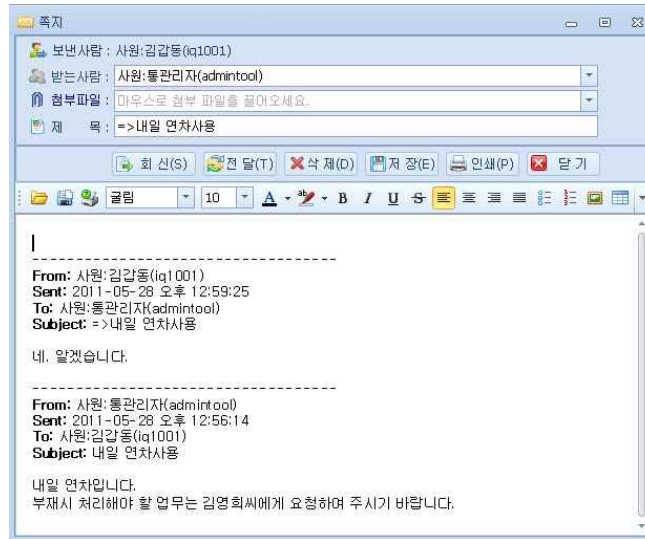 쪽지
보낸사람 : 사원:김갑동(iq1001)
받는사람 : 사원:통관리자(admintool)
첨부파일 : 마우스로 첨부 파일을 끌어오세요.
제 목 : =>내일 연차사용
회 신(S) 전 달(T) 삭 제(D) 저 장(E) 인쇄(P) 닫 기
굴림 10 A B I U S
-----------------------------------
From: 사원:김갑동(iq1001)
Sent: 2011-05-28 오후 12:59:25
To: 사원:통관리자(admintool)
Subject: =>내일 연차사용
네. 알겠습니다.
-----------------------------------
From: 사원:통관리자(admintool)
Sent: 2011-05-28 오후 12:56:14
To: 사원:김갑동(iq1001)
Subject: 내일 연차사용
내일 연차입니다.
부재시 처리해야 할 업무는 김영희씨에게 요청하며 주시기 바랍니다.